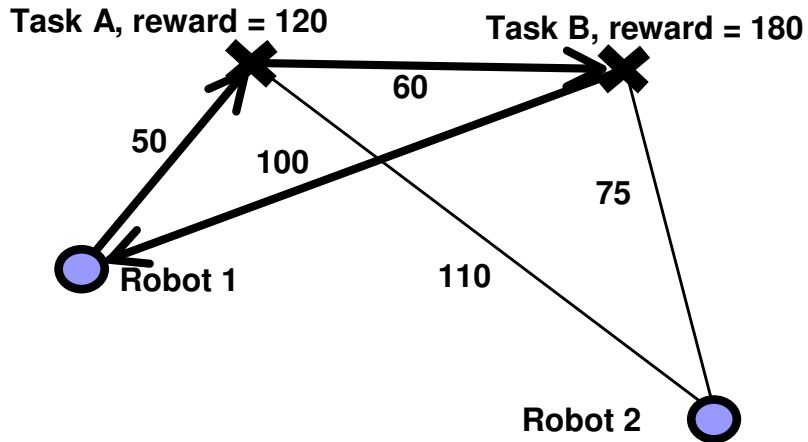 Task A, reward = 120
Task B, reward = 180
60
50
100
75
110
Robot 1
Robot 2